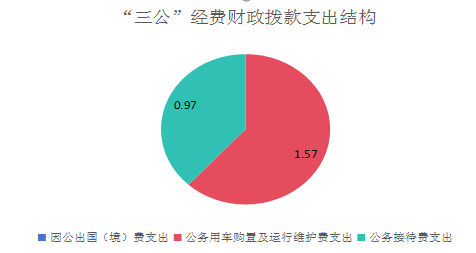 “三公”经费财政拨款支出结构
0.97
1.57
因公出国（境）费支出 公务用车购置及运行维护费支出 公务接待费支出